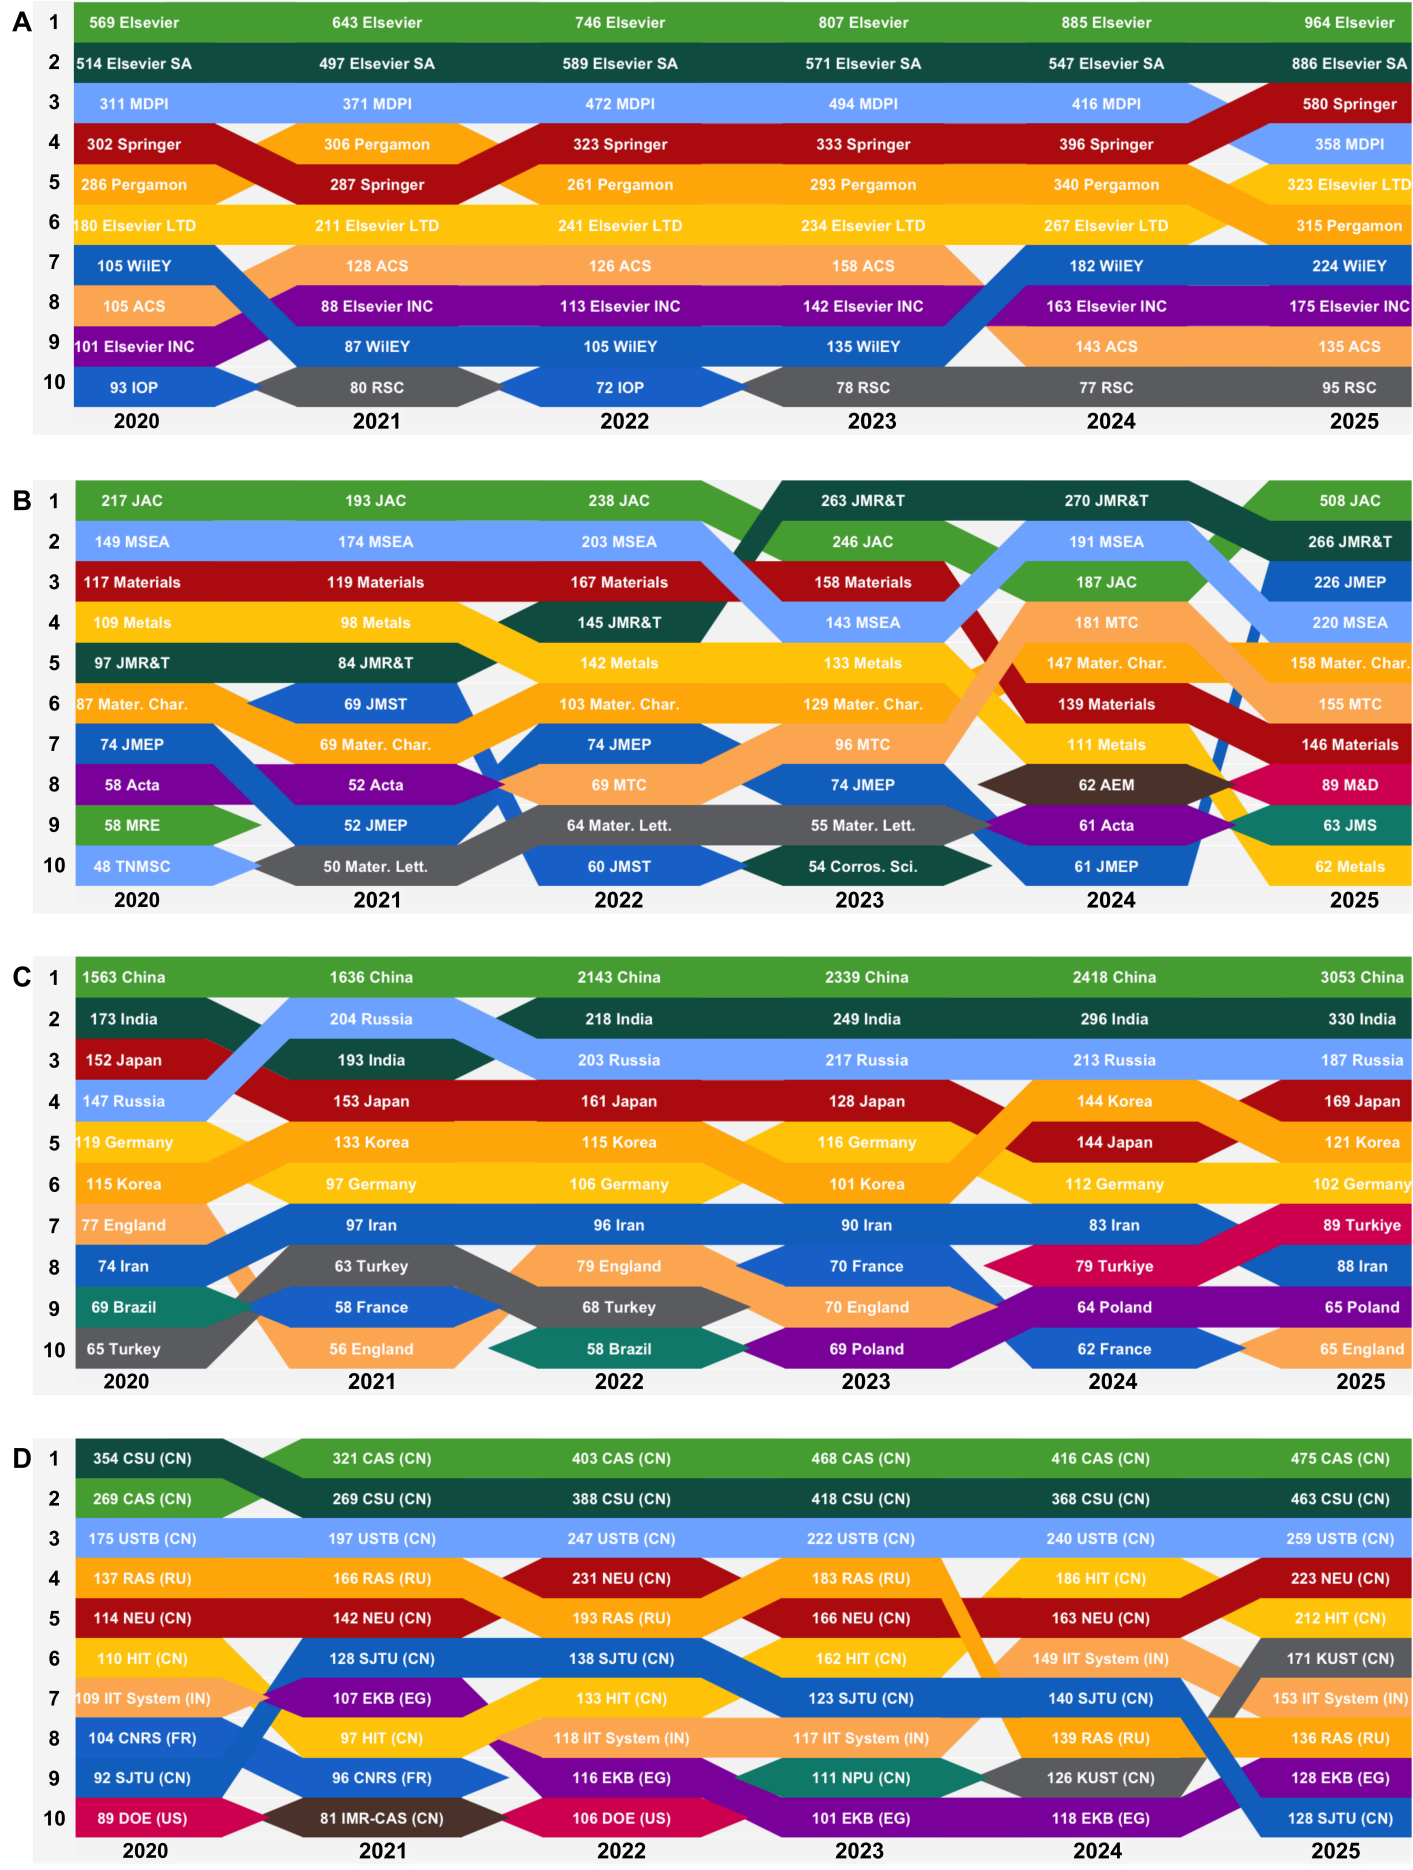 A
1 569 Elsevier 643 Elsevier 746 Elsevier 807 Elsevier 885 Elsevier 964 Elsevier
2 514 Elsevier SA 497 Elsevier SA 589 Elsevier SA 571 Elsevier SA 547 Elsevier SA 886 Elsevier SA
3 311 MDPI 371 MDPI 472 MDPI 494 MDPI 416 MDPI 580 Springer
4 302 Springer 306 Pergamon 323 Springer 333 Springer 396 Springer 358 MDPI
5 286 Pergamon 287 Springer 261 Pergamon 293 Pergamon 340 Pergamon 323 Elsevier LTD
6 180 Elsevier LTD 211 Elsevier LTD 241 Elsevier LTD 234 Elsevier LTD 267 Elsevier LTD 315 Pergamon
7 105 WilEY 128 ACS 126 ACS 158 ACS 182 WilEY 224 WilEY
8 105 ACS 88 Elsevier INC 113 Elsevier INC 142 Elsevier INC 163 Elsevier INC 175 Elsevier INC
9 101 Elsevier INC 87 WilEY 105 WilEY 135 WilEY 143 ACS 135 ACS
10 93 IOP 80 RSC 72 IOP 78 RSC 77 RSC 95 RSC
2020 2021 2022 2023 2024 2025
B
1 217 JAC 193 JAC 238 JAC 263 JMR&T 270 JMR&T 508 JAC
2 149 MSEA 174 MSEA 203 MSEA 246 JAC 191 MSEA 266 JMR&T
3 117 Materials 119 Materials 167 Materials 158 Materials 187 JAC 226 JMEP
4 109 Metals 98 Metals 145 JMR&T 143 MSEA 181 MTC 220 MSEA
5 97 JMR&T 84 JMR&T 142 Metals 133 Metals 147 Mater. Char. 158 Mater. Char.
6 87 Mater. Char. 69 JMST 103 Mater. Char. 129 Mater. Char. 139 Materials 155 MTC
7 74 JMEP 69 Mater. Char. 74 JMEP 96 MTC 111 Metals 146 Materials
8 58 Acta 52 Acta 69 MTC 74 JMEP 62 AEM 89 M&D
9 58 MRE 52 JMEP 64 Mater. Lett. 55 Mater. Lett. 61 Acta 63 JMS
10 48 TNMSC 50 Mater. Lett. 60 JMST 54 Corros. Sci. 61 JMEP 62 Metals
2020 2021 2022 2023 2024 2025
C
1 1563 China 1636 China 2143 China 2339 China 2418 China 3053 China
2 173 India 204 Russia 218 India 249 India 296 India 330 India
3 152 Japan 193 India 203 Russia 217 Russia 213 Russia 187 Russia
4 147 Russia 153 Japan 161 Japan 128 Japan 144 Korea 169 Japan
5 119 Germany 133 Korea 115 Korea 116 Germany 144 Japan 121 Korea
6 115 Korea 97 Germany 106 Germany 101 Korea 112 Germany 102 Germany
7 77 England 97 Iran 96 Iran 90 Iran 83 Iran 89 Turkiye
8 74 Iran 63 Turkey 79 England 70 France 79 Turkiye 88 Iran
9 69 Brazil 58 France 68 Turkey 70 England 64 Poland 65 Poland
10 65 Turkey 56 England 58 Brazil 69 Poland 62 France 65 England
2020 2021 2022 2023 2024 2025
D
1 354 CSU (CN) 321 CAS (CN) 403 CAS (CN) 468 CAS (CN) 416 CAS (CN) 475 CAS (CN)
2 269 CAS (CN) 269 CSU (CN) 388 CSU (CN) 418 CSU (CN) 368 CSU (CN) 463 CSU (CN)
3 175 USTB (CN) 197 USTB (CN) 247 USTB (CN) 222 USTB (CN) 240 USTB (CN) 259 USTB (CN)
4 137 RAS (RU) 166 RAS (RU) 231 NEU (CN) 183 RAS (RU) 186 HIT (CN) 223 NEU (CN)
5 114 NEU (CN) 142 NEU (CN) 193 RAS (RU) 166 NEU (CN) 163 NEU (CN) 212 HIT (CN)
6 110 HIT (CN) 128 SJTU (CN) 138 SJTU (CN) 162 HIT (CN) 149 IIT System (IN) 171 KUST (CN)
7 109 IIT System (IN) 107 EKB (EG) 133 HIT (CN) 123 SJTU (CN) 140 SJTU (CN) 153 IIT System (IN)
8 104 CNRS (FR) 97 HIT (CN) 118 IIT System (IN) 117 IIT System (IN) 139 RAS (RU) 136 RAS (RU)
9 92 SJTU (CN) 96 CNRS (FR) 116 EKB (EG) 111 NPU (CN) 126 KUST (CN) 128 EKB (EG)
10 89 DOE (US) 81 IMR-CAS (CN) 106 DOE (US) 101 EKB (EG) 118 EKB (EG) 128 SJTU (CN)
2020 2021 2022 2023 2024 2025